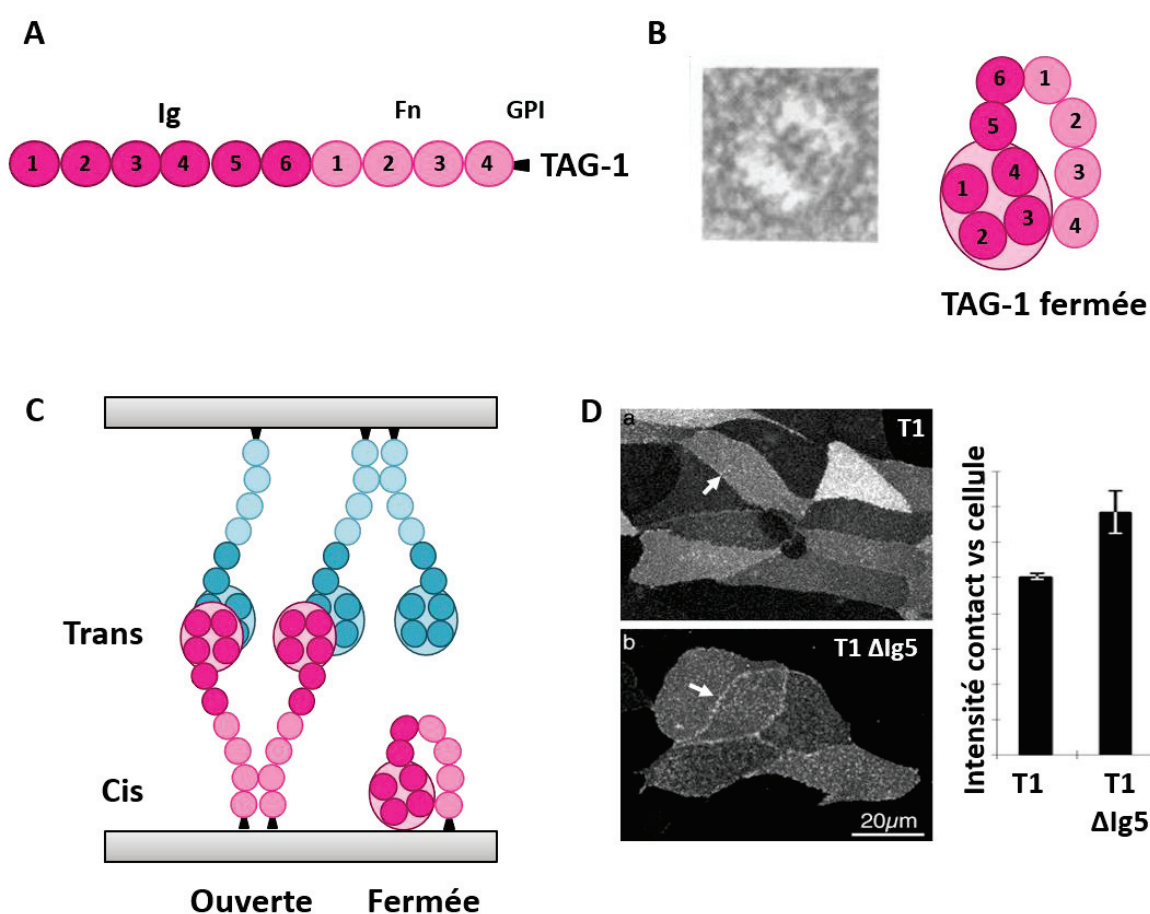 A
Ig
Fn
GPI
1 2 3 4 5 6 1 2 3 4
TAG-1
B
6 1
5 2
1 4 3
2 3 4
TAG-1 fermée
C
Trans
Cis
Ouverte
Fermée
D
a
T1
b
T1 ΔIg5
20µm
Intensité contact vs cellule
T1
T1
ΔIg5